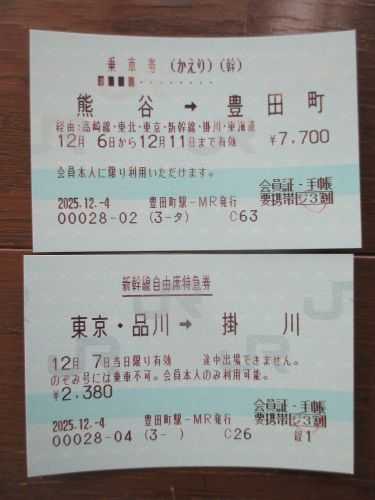 乗車券 (かえり) (幹)
熊谷 → 豊田町
経由:高崎線・東北・東京・新幹線・掛川・東海道
12月 6日から12月11日まで有効 ¥7,700
会員本人に限り利用いただけます。
会員証・手帳
要携帯 ジ3割
2025.12.-4 豊田町駅-MR発行
00028-02 (3-タ) C63
新幹線自由席特急券
東京・品川 → 掛川
12月 7日当日限り有効 途中出場できません。
のぞみ号には乗車不可。会員本人のみ利用可能。
¥2,380
会員証・手帳
要携帯 ジ3割
2025.12.-4 豊田町駅-MR発行
00028-04 (3- ) C26 録1